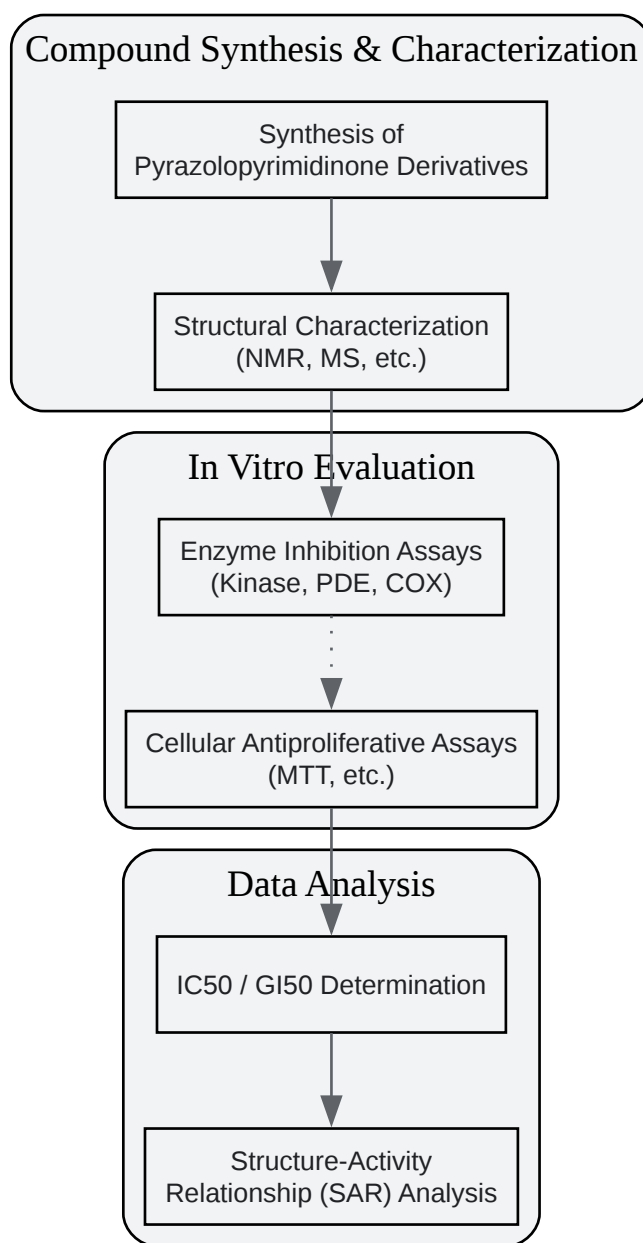 Compound Synthesis & Characterization
Synthesis of
Pyrazolopyrimidinone Derivatives
Structural Characterization
(NMR, MS, etc.)
In Vitro Evaluation
Enzyme Inhibition Assays
(Kinase, PDE, COX)
Cellular Antiproliferative Assays
(MTT, etc.)
Data Analysis
IC50 / GI50 Determination
Structure-Activity
Relationship (SAR) Analysis